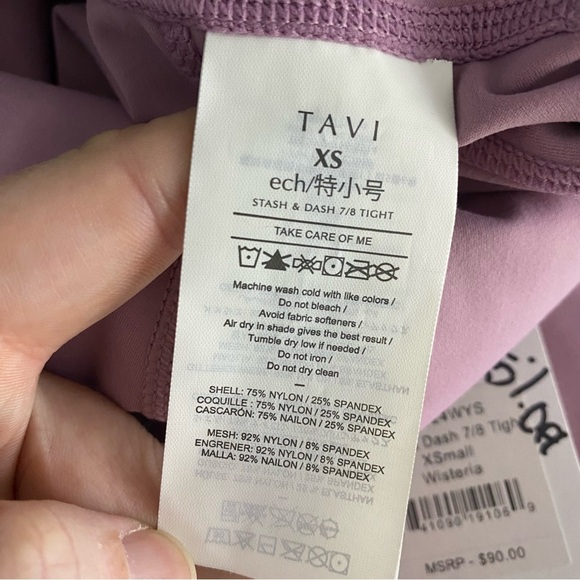 TAVI
XS
ech/特小号
STASH & DASH 7/8 TIGHT
TAKE CARE OF ME
Machine wash cold with like colors /
Do not bleach /
Avoid fabric softeners /
Air dry in shade gives the best result /
Tumble dry low if needed /
Do not iron /
Do not dry clean
–
SHELL: 75% NYLON / 25% SPANDEX
COQUILLE : 75% NYLON / 25% SPANDEX
CASCARÓN: 75% NAILON / 25% SPANDEX
MESH: 92% NYLON / 8% SPANDEX
ENGRENER: 92% NYLON / 8% SPANDEX
MALLA: 92% NAILON / 8% SPANDEX
WYS
Dash 7/8 Tigh
XSmall
Wisteria
41090 19106 9
MSRP - $90.00